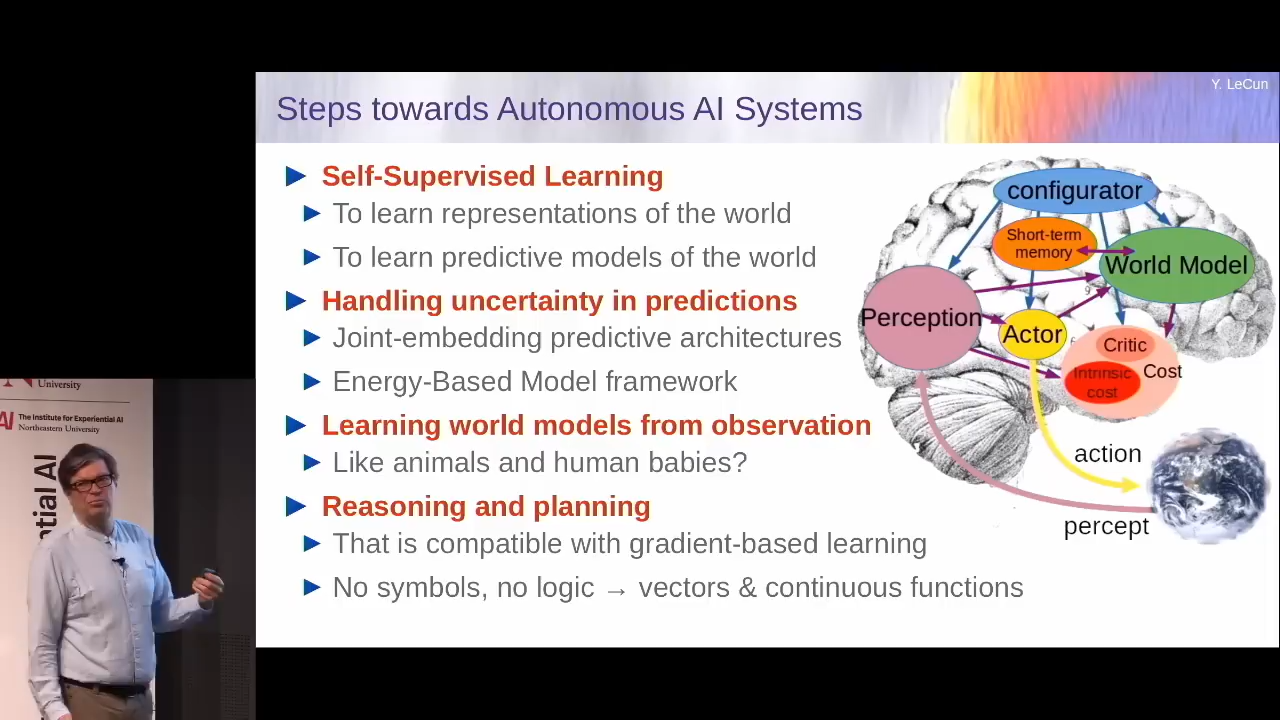 Y. LeCun
Steps towards Autonomous AI Systems
Self-Supervised Learning
To learn representations of the world
To learn predictive models of the world
Handling uncertainty in predictions
Joint-embedding predictive architectures
Energy-Based Model framework
Learning world models from observation
Like animals and human babies?
Reasoning and planning
That is compatible with gradient-based learning
No symbols, no logic → vectors & continuous functions
configurator
Short-term
memory
World Model
Perception
Actor
Critic
Intrinsic
cost
Cost
action
percept
University
AI The Institute for Experiential AI
Northeastern University
ntial AI